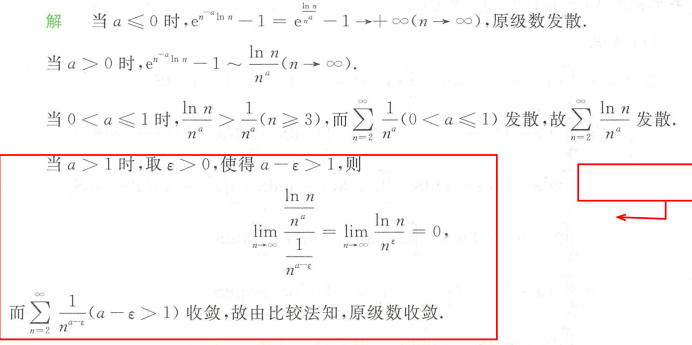 解 当 a ⩽ 0 时,e^{n^{-a} ln n} − 1 = e^{\frac{ln n}{n^a}} − 1 → + ∞(n → ∞),原级数发散.
当 a > 0 时,e^{n^{-a} ln n} − 1 ~ \frac{ln n}{n^a}(n → ∞).
当 0 < a ⩽ 1 时,\frac{ln n}{n^a} > \frac{1}{n^a}(n ⩾ 3),而 \sum_{n=2}^{∞} \frac{1}{n^a}(0 < a ⩽ 1) 发散,故 \sum_{n=2}^{∞} \frac{ln n}{n^a} 发散.
当 a > 1 时,取 ε > 0,使得 a − ε > 1,则
\lim_{n→∞} \frac{\frac{ln n}{n^a}}{\frac{1}{n^{a−ε}}} = \lim_{n→∞} \frac{ln n}{n^ε} = 0,
而 \sum_{n=2}^{∞} \frac{1}{n^{a−ε}}(a − ε > 1) 收敛,故由比较法知,原级数收敛.